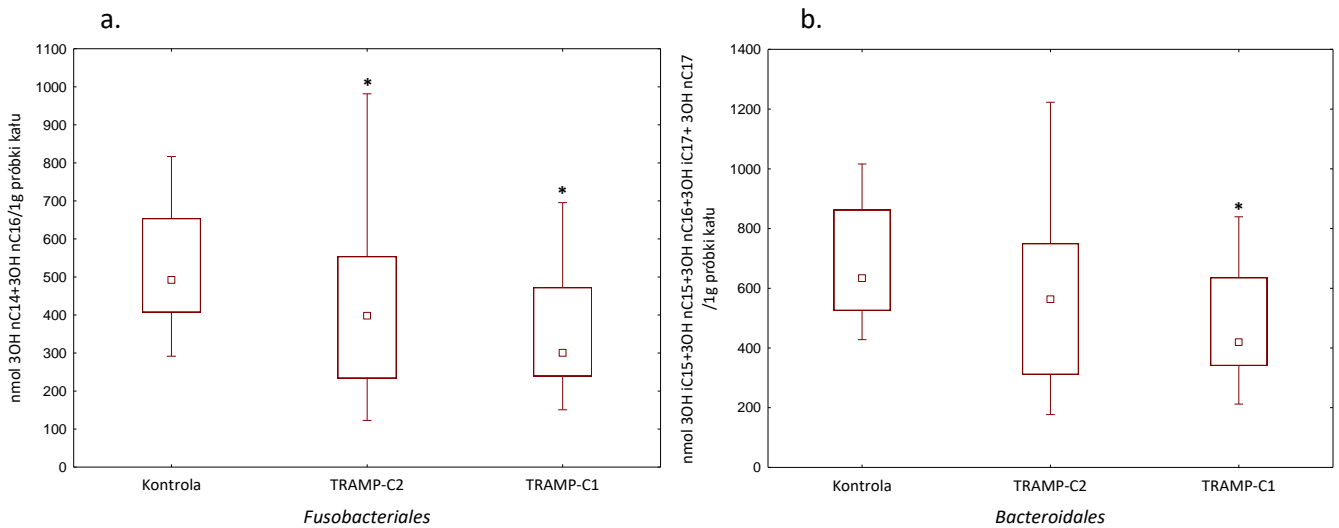 a.
nmol 3OH nC14+3OH nC16/1g próbki kału
1100
1000
900
800
700
600
500
400
300
200
100
0
*
*
Kontrola
TRAMP-C2
TRAMP-C1
Fusobacteriales
b.
nmol 3OH iC15+3OH nC15+3OH nC16+3OH iC17+ 3OH nC17
/1g próbki kału
1400
1200
1000
800
600
400
200
0
*
Kontrola
TRAMP-C2
TRAMP-C1
Bacteroidales